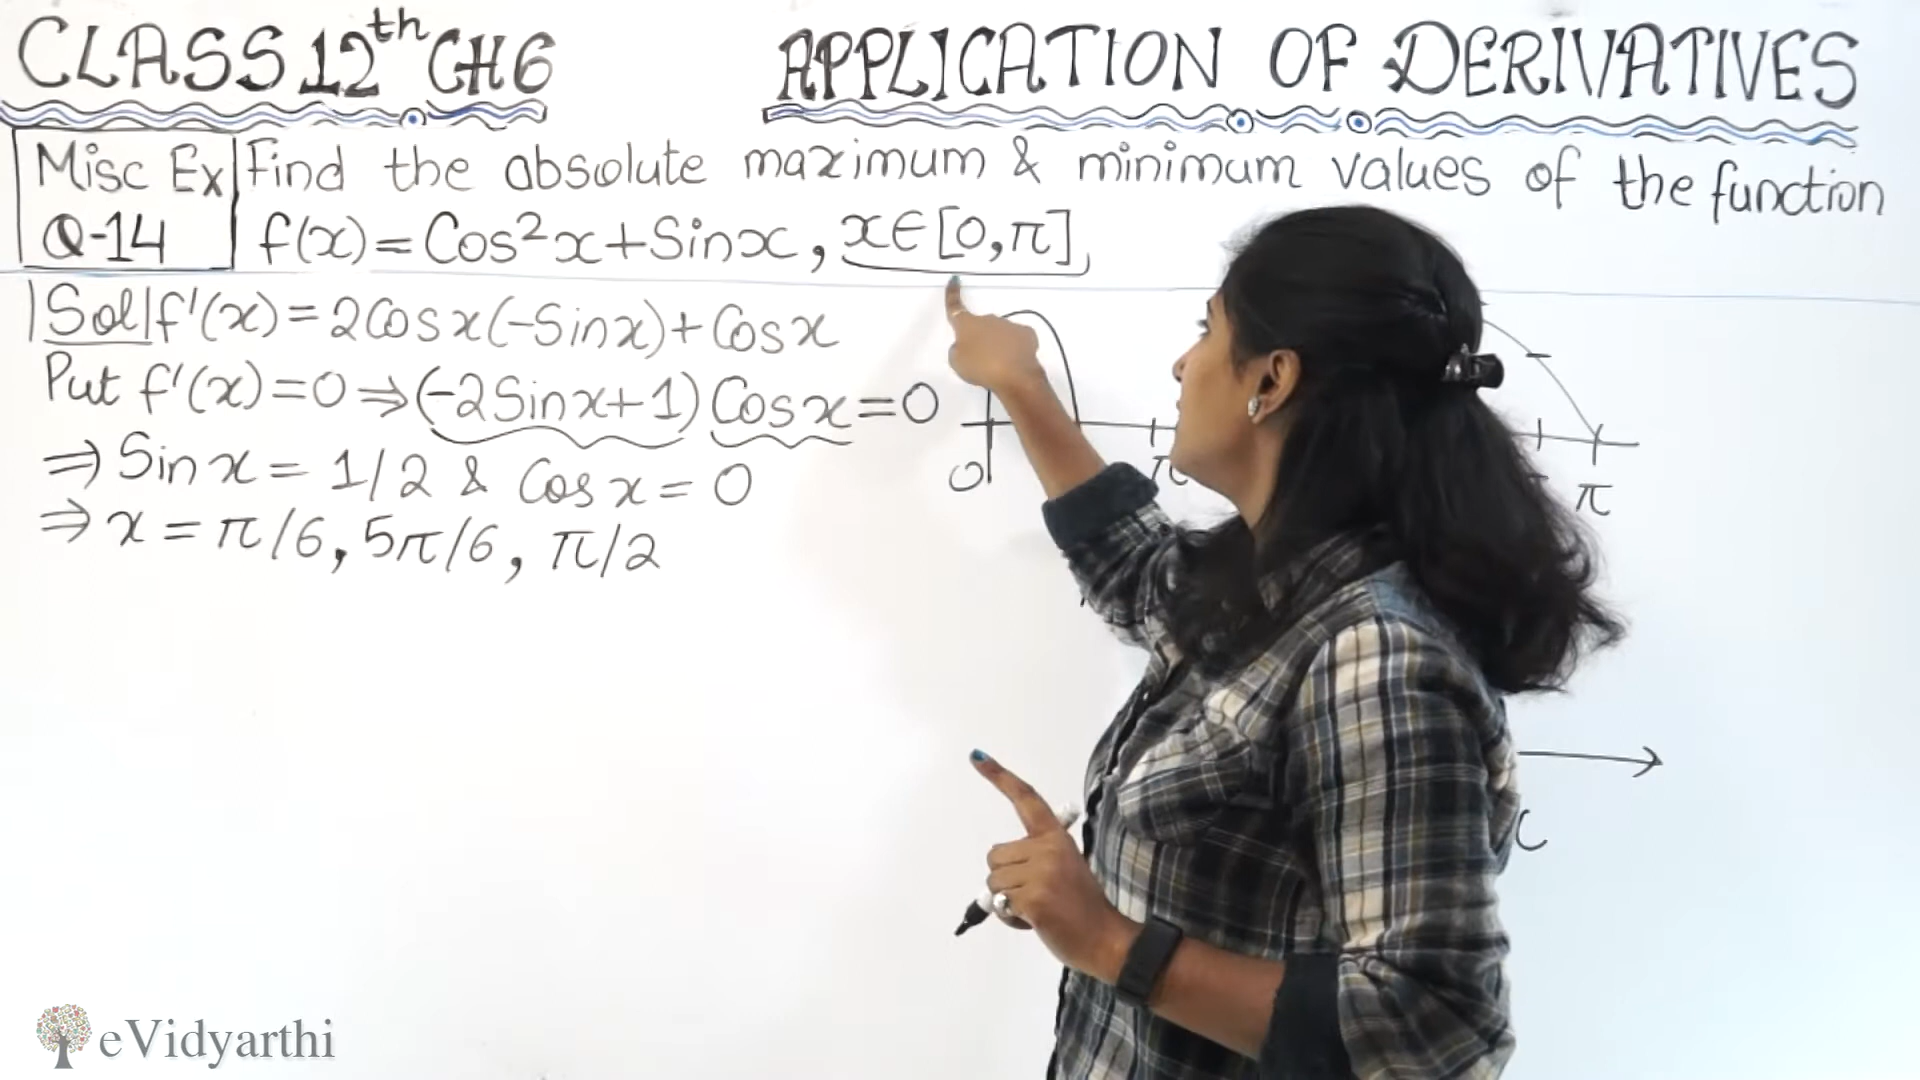 CLASS 12th CH6
APPLICATION OF DERIVATIVES
Misc Ex
Q-14
Find the absolute maximum & minimum values of the function
f(x) = Cos²x + Sinx, x∈[0,π]
Sol f'(x) = 2Cosx(-Sinx) + Cosx
Put f'(x) = 0 ⇒ (-2Sinx+1) Cosx = 0
⇒ Sin x = 1/2 & Cos x = 0
⇒ x = π/6, 5π/6, π/2
0
π
eVidyarthi